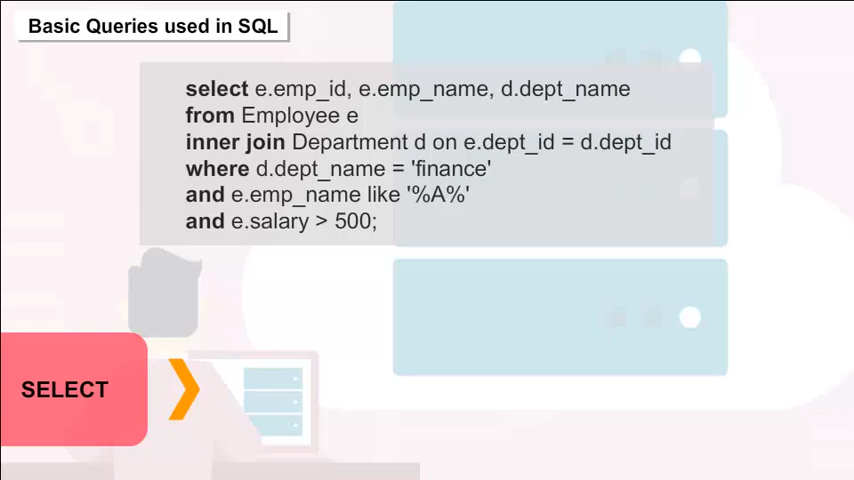 Basic Queries used in SQL
select e.emp_id, e.emp_name, d.dept_name
from Employee e
inner join Department d on e.dept_id = d.dept_id
where d.dept_name = 'finance'
and e.emp_name like '%A%'
and e.salary > 500;
SELECT